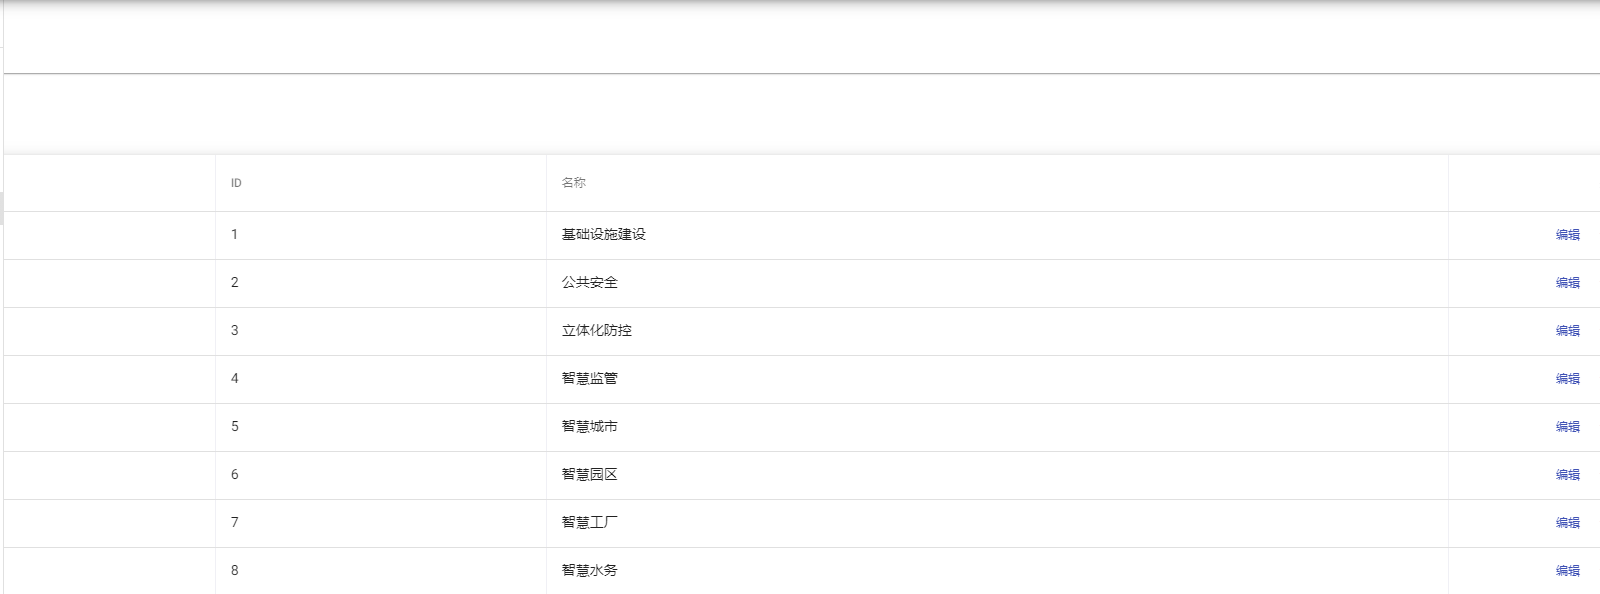 ID 名称
1 基础设施建设 编辑
2 公共安全 编辑
3 立体化防控 编辑
4 智慧监管 编辑
5 智慧城市 编辑
6 智慧园区 编辑
7 智慧工厂 编辑
8 智慧水务 编辑